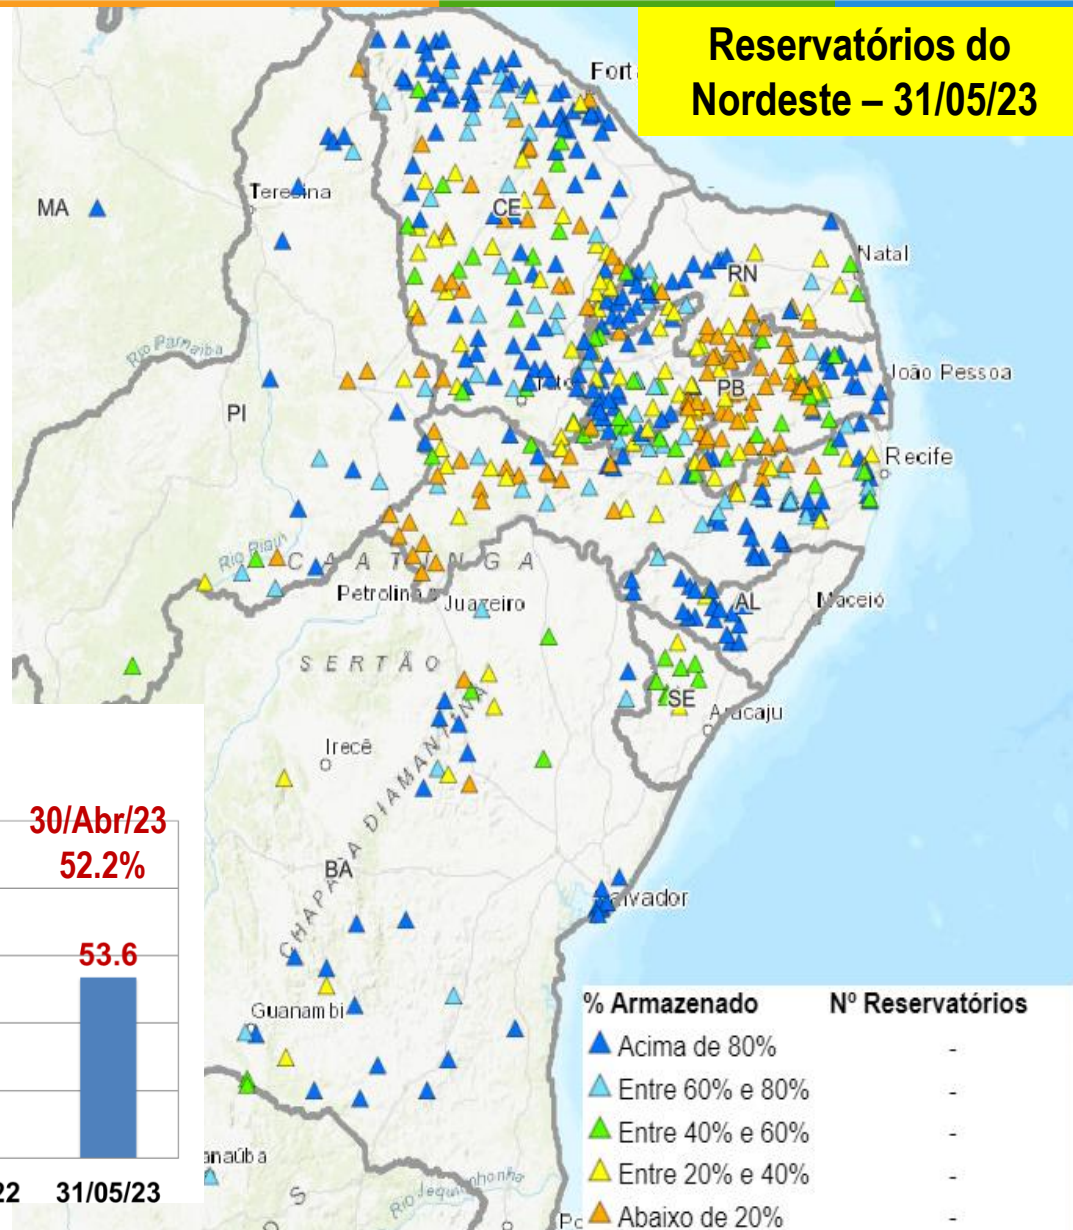 Reservatórios do
Nordeste – 31/05/23
Teresina
MA
CE
RN
Natal
Rio Parnaíba
João Pessoa
PB
PI
Recife
CAATINGA
Petrolina
Juazeiro
AL
Maceió
SERTÃO
SE
Aracaju
Irecê
CHAPADA DIAMANTINA
BA
Salvador
Guanambi
30/Abr/23
52.2%
53.6
22
31/05/23
anaúba
Rio Jequitinhonha
% Armazenado Nº Reservatórios
Acima de 80% -
Entre 60% e 80% -
Entre 40% e 60% -
Entre 20% e 40% -
Abaixo de 20% -